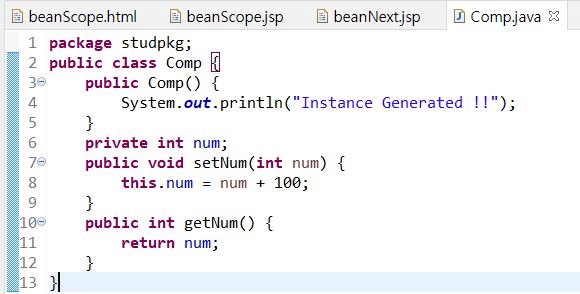 beanScope.html beanScope.jsp beanNext.jsp Comp.java
1 package studpkg;
2 public class Comp {
3 public Comp() {
4 System.out.println("Instance Generated !!");
5 }
6 private int num;
7 public void setNum(int num) {
8 this.num = num + 100;
9 }
10 public int getNum() {
11 return num;
12 }
13 }